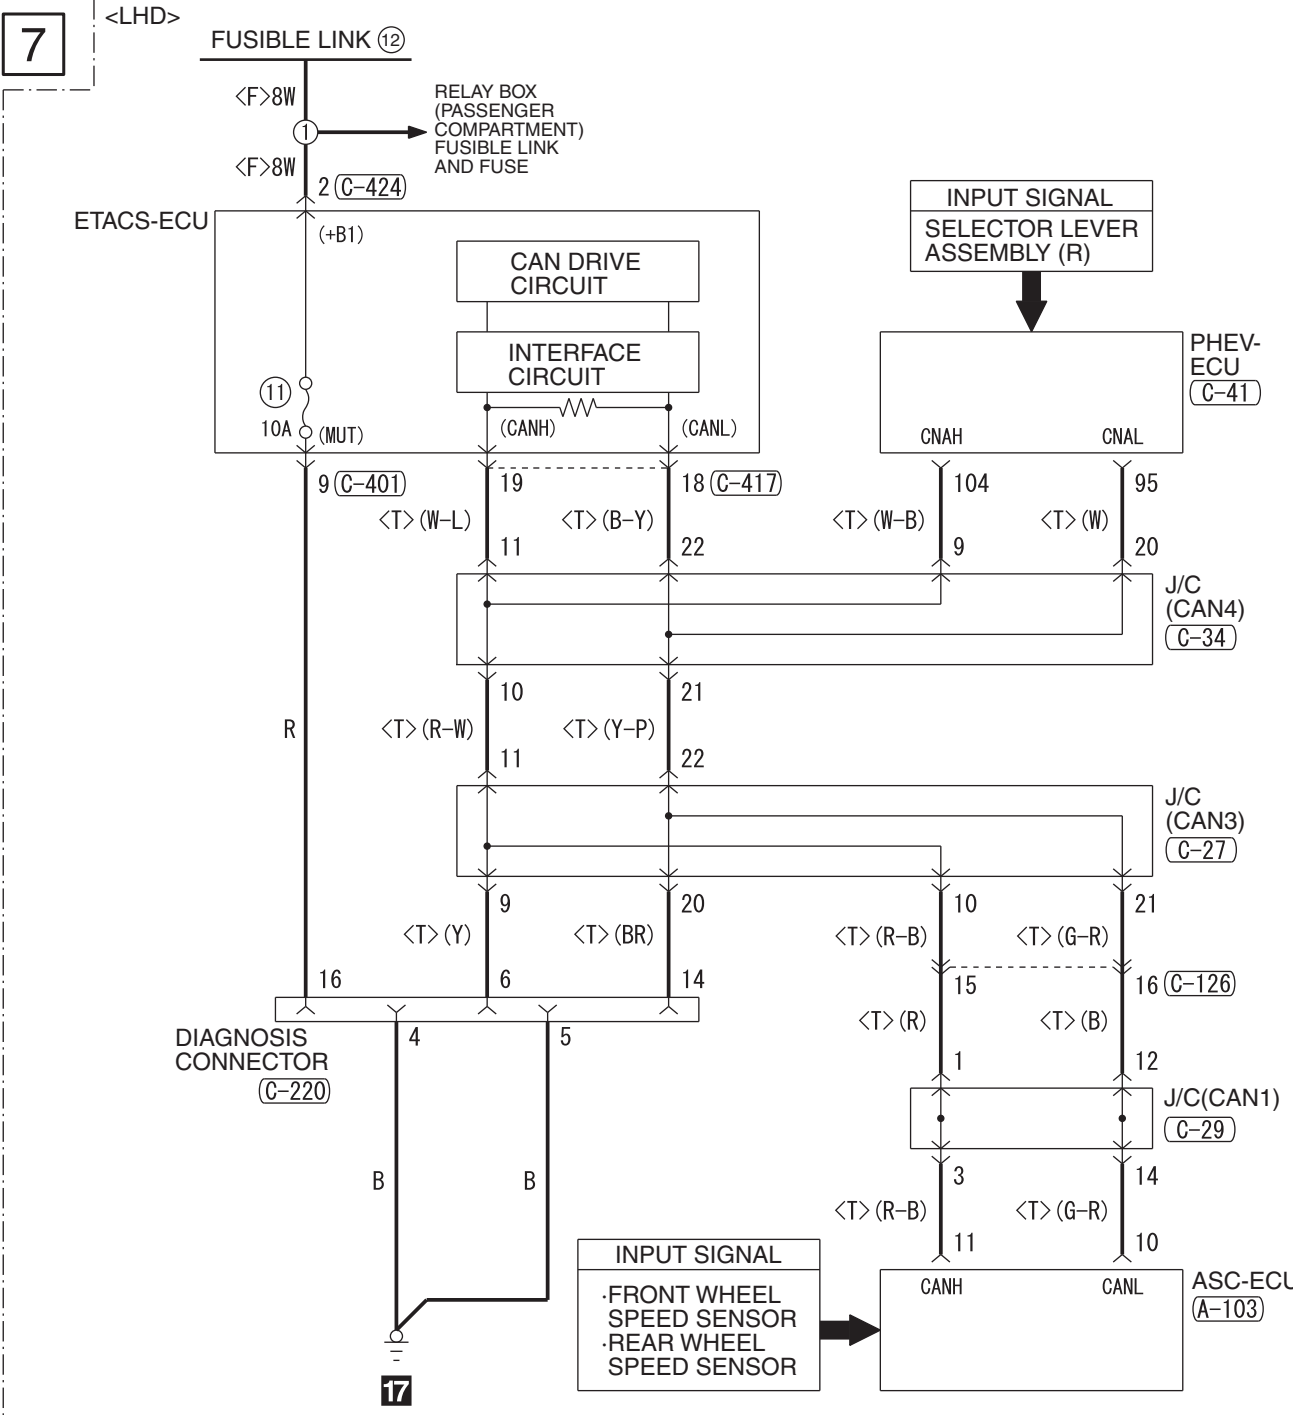 7
<LHD>
FUSIBLE LINK 12
<F>8W
1
RELAY BOX
(PASSENGER
COMPARTMENT)
FUSIBLE LINK
AND FUSE
<F>8W
2 C-424
ETACS-ECU
(+B1)
CAN DRIVE
CIRCUIT
INTERFACE
CIRCUIT
11
10A
(MUT)
(CANH)
(CANL)
INPUT SIGNAL
SELECTOR LEVER
ASSEMBLY (R)
PHEV-
ECU
C-41
CNAH
CNAL
9 C-401
19
18 C-417
104
95
<T>(W-L)
<T>(B-Y)
<T>(W-B)
<T>(W)
11
22
9
20
J/C
(CAN4)
C-34
10
21
R
<T>(R-W)
<T>(Y-P)
11
22
J/C
(CAN3)
C-27
9
20
10
21
<T>(Y)
<T>(BR)
<T>(R-B)
<T>(G-R)
16
6
14
15
16 C-126
DIAGNOSIS
CONNECTOR
C-220
4
5
<T>(R)
<T>(B)
1
12
J/C(CAN1)
C-29
B
B
3
14
<T>(R-B)
<T>(G-R)
11
10
INPUT SIGNAL
·FRONT WHEEL
SPEED SENSOR
·REAR WHEEL
SPEED SENSOR
CANH
CANL
ASC-ECU
A-103
17